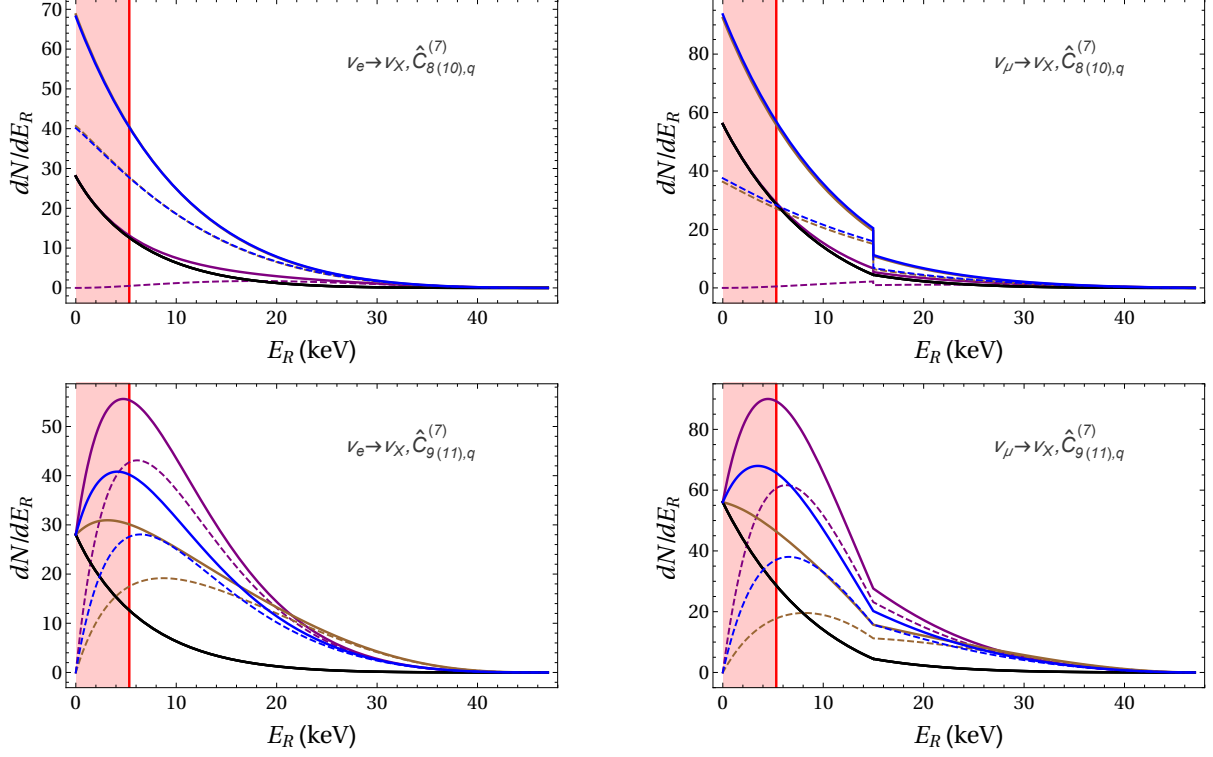 70
60
50
40
30
20
10
0
dN/dE_R
ν_e→ν_X, Ĉ^(7)_8(10),q
0 10 20 30 40
E_R (keV)
80
60
40
20
0
dN/dE_R
ν_μ→ν_X, Ĉ^(7)_8(10),q
0 10 20 30 40
E_R (keV)
50
40
30
20
10
0
dN/dE_R
ν_e→ν_X, Ĉ^(7)_9(11),q
0 10 20 30 40
E_R (keV)
80
60
40
20
0
dN/dE_R
ν_μ→ν_X, Ĉ^(7)_9(11),q
0 10 20 30 40
E_R (keV)